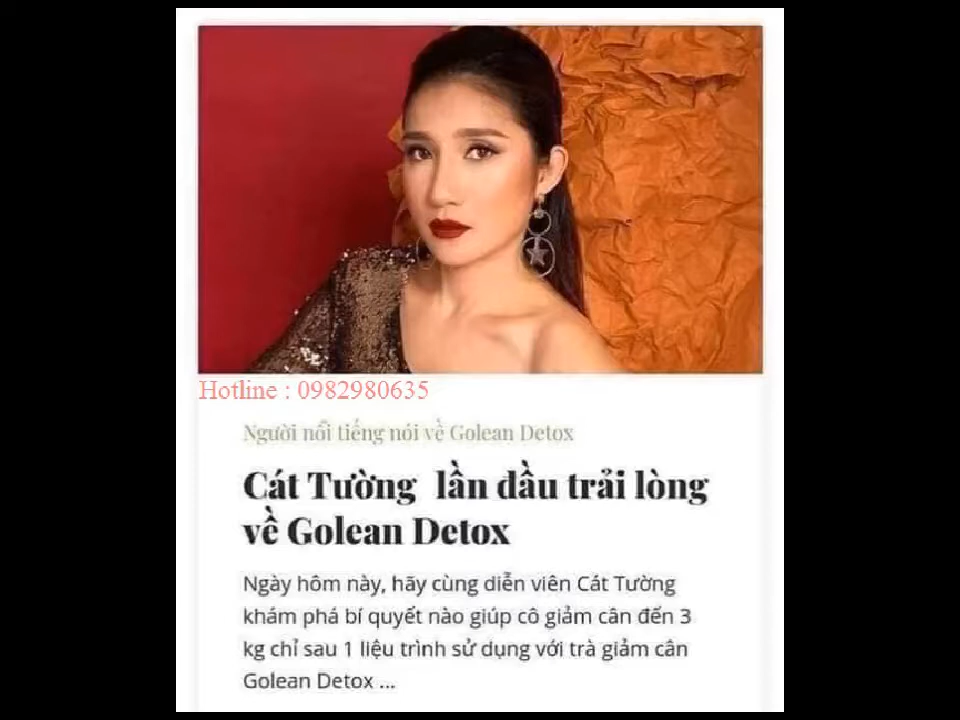 Hotline : 0982980635
Người nổi tiếng nói về Golean Detox
Cát Tường lần đầu trải lòng
về Golean Detox
Ngày hôm này, hãy cùng diễn viên Cát Tường
khám phá bí quyết nào giúp cô giảm cân đến 3
kg chỉ sau 1 liệu trình sử dụng với trà giảm cân
Golean Detox ...